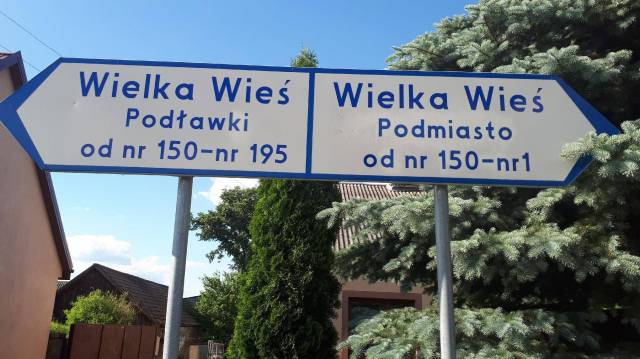 Wielka Wieś
Podławki
od nr 150-nr 195
Wielka Wieś
Podmiasto
od nr 150-nr1